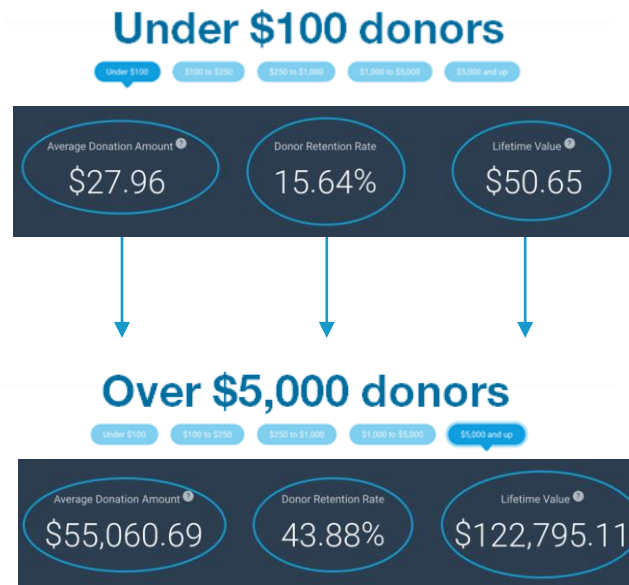 Under $100 donors
Under $100 $100 to $250 $250 to $1,000 $1,000 to $5,000 $5,000 and up
Average Donation Amount ? Donor Retention Rate Lifetime Value ?
$27.96 15.64% $50.65
Over $5,000 donors
Under $100 $100 to $250 $250 to $1,000 $1,000 to $5,000 $5,000 and up
Average Donation Amount ? Donor Retention Rate Lifetime Value ?
$55,060.69 43.88% $122,795.11